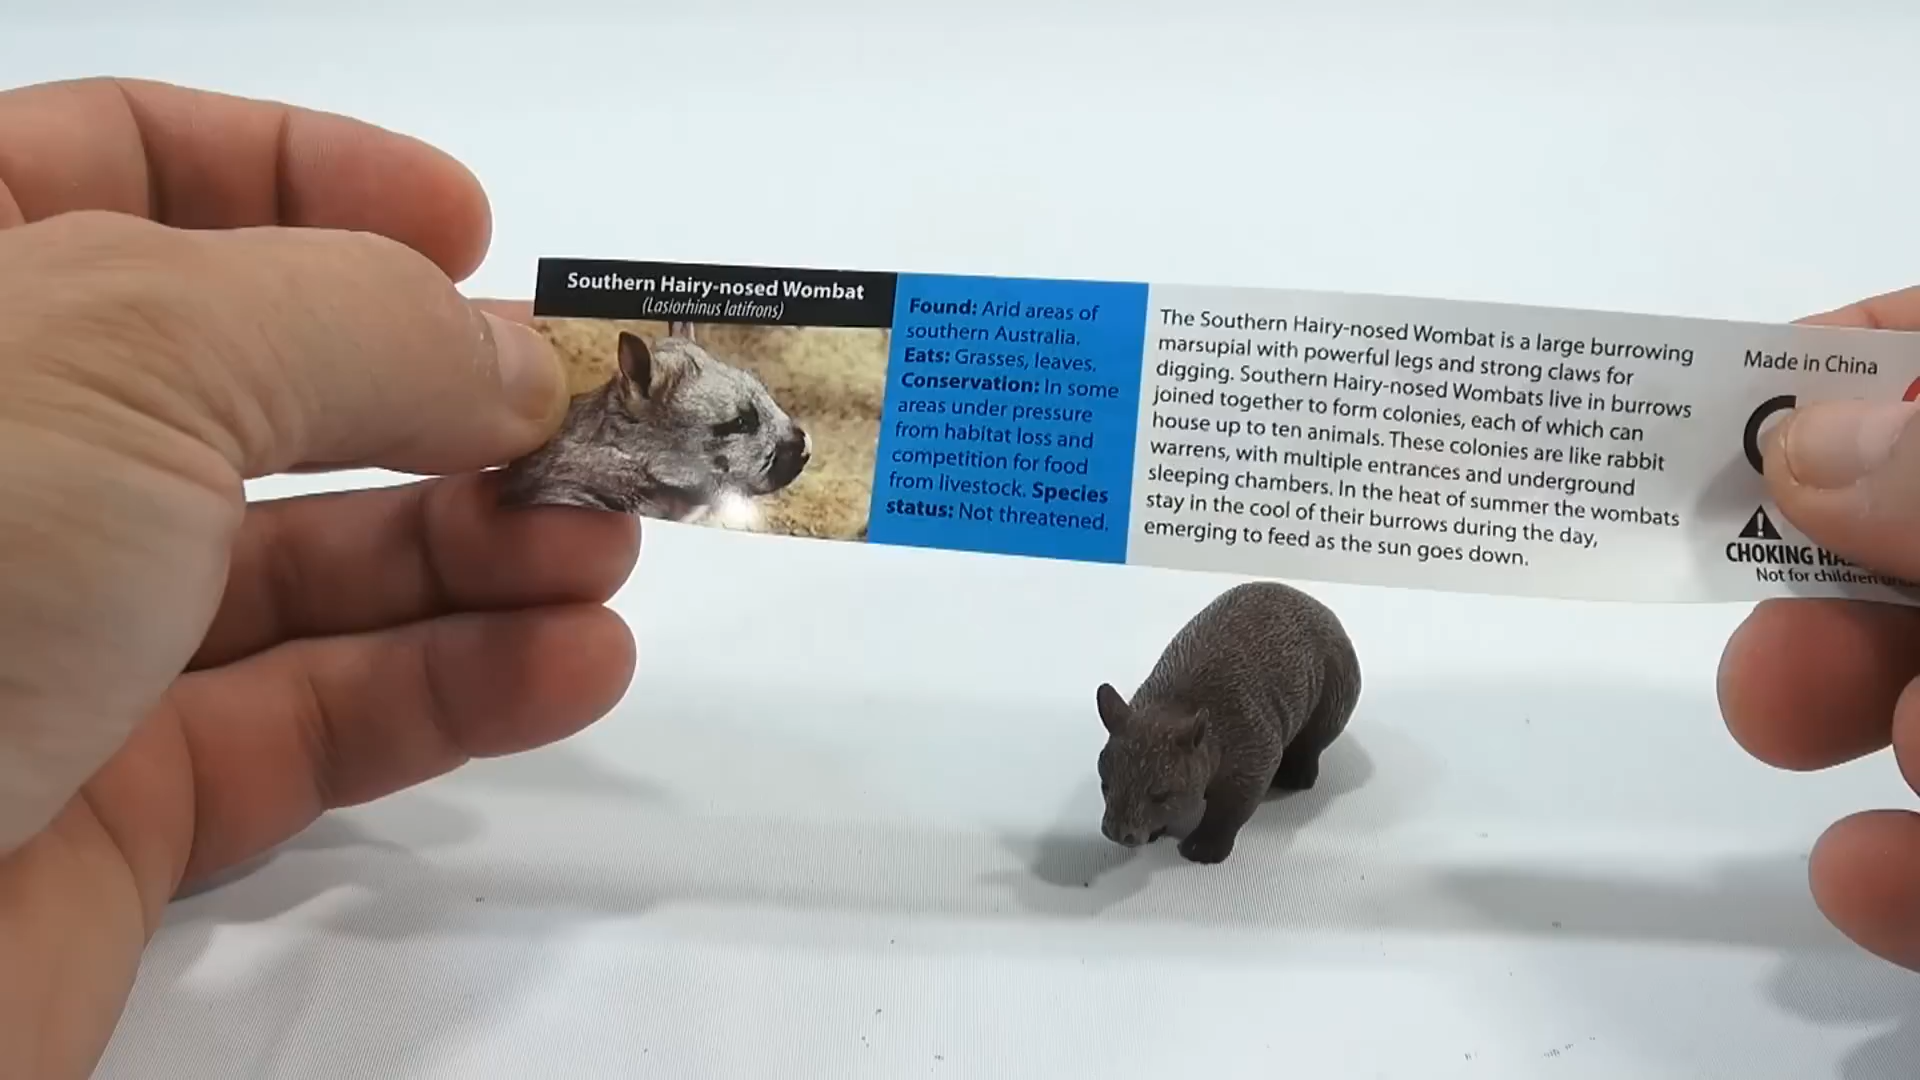 Southern Hairy-nosed Wombat
(Lasiorhinus latifrons)
Found: Arid areas of
southern Australia.
Eats: Grasses, leaves.
Conservation: In some
areas under pressure
from habitat loss and
competition for food
from livestock. Species
status: Not threatened.
The Southern Hairy-nosed Wombat is a large burrowing
marsupial with powerful legs and strong claws for
digging. Southern Hairy-nosed Wombats live in burrows
joined together to form colonies, each of which can
house up to ten animals. These colonies are like rabbit
warrens, with multiple entrances and underground
sleeping chambers. In the heat of summer the wombats
stay in the cool of their burrows during the day,
emerging to feed as the sun goes down.
Made in China
CHOKING
Not for children